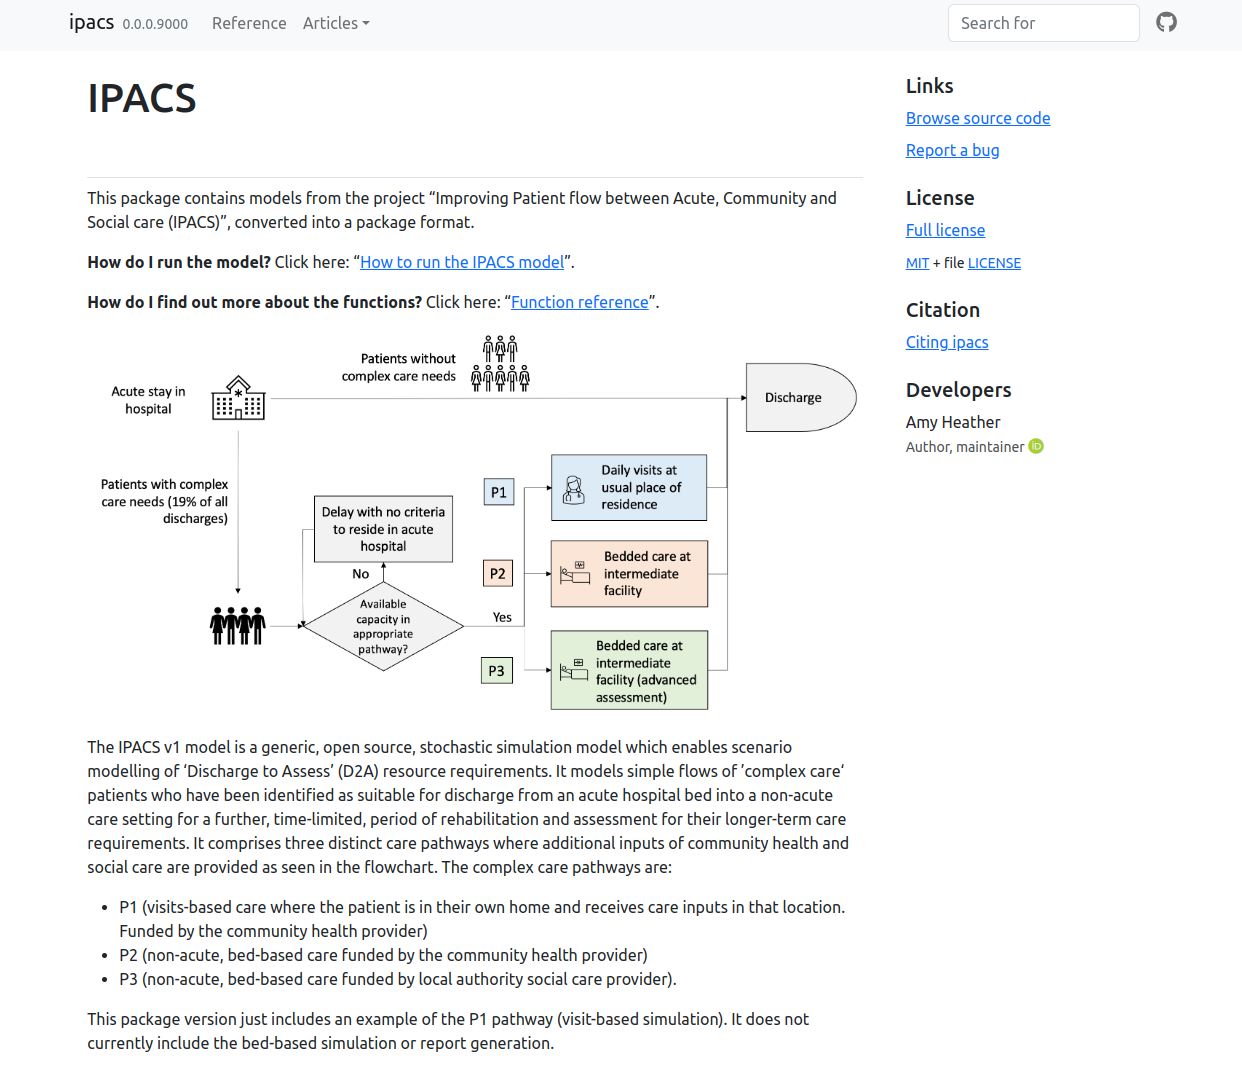 ipacs 0.0.0.9000 Reference Articles Search for
IPACS
This package contains models from the project “Improving Patient flow between Acute, Community and
Social care (IPACS)”, converted into a package format.
How do I run the model? Click here: “How to run the IPACS model”.
How do I find out more about the functions? Click here: “Function reference”.
Patients without
complex care needs
Acute stay in
hospital
Discharge
Patients with complex
care needs (19% of all
discharges)
Delay with no criteria
to reside in acute
hospital
No
Available
capacity in
appropriate
pathway?
Yes
P1
Daily visits at
usual place of
residence
P2
Bedded care at
intermediate
facility
P3
Bedded care at
intermediate
facility (advanced
assessment)
The IPACS v1 model is a generic, open source, stochastic simulation model which enables scenario
modelling of ‘Discharge to Assess’ (D2A) resource requirements. It models simple flows of ’complex care‘
patients who have been identified as suitable for discharge from an acute hospital bed into a non-acute
care setting for a further, time-limited, period of rehabilitation and assessment for their longer-term care
requirements. It comprises three distinct care pathways where additional inputs of community health and
social care are provided as seen in the flowchart. The complex care pathways are:
• P1 (visits-based care where the patient is in their own home and receives care inputs in that location.
Funded by the community health provider)
• P2 (non-acute, bed-based care funded by the community health provider)
• P3 (non-acute, bed-based care funded by local authority social care provider).
This package version just includes an example of the P1 pathway (visit-based simulation). It does not
currently include the bed-based simulation or report generation.
Links
Browse source code
Report a bug
License
Full license
MIT + file LICENSE
Citation
Citing ipacs
Developers
Amy Heather
Author, maintainer iD